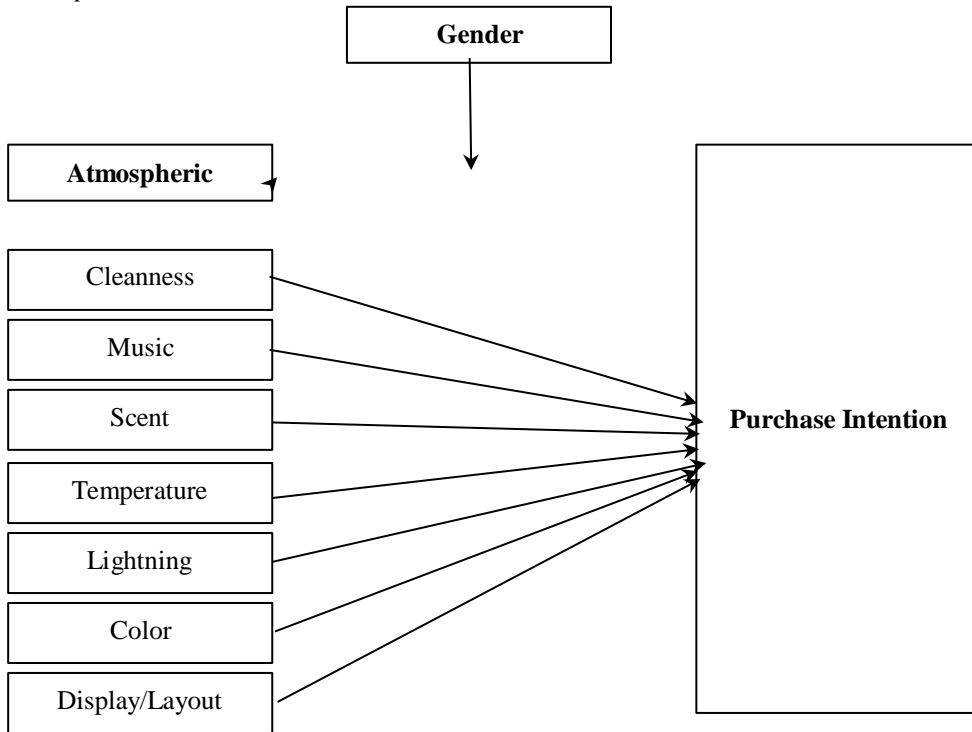 Gender
Atmospheric
Cleanness
Music
Scent
Purchase Intention
Temperature
Lightning
Color
Display/Layout